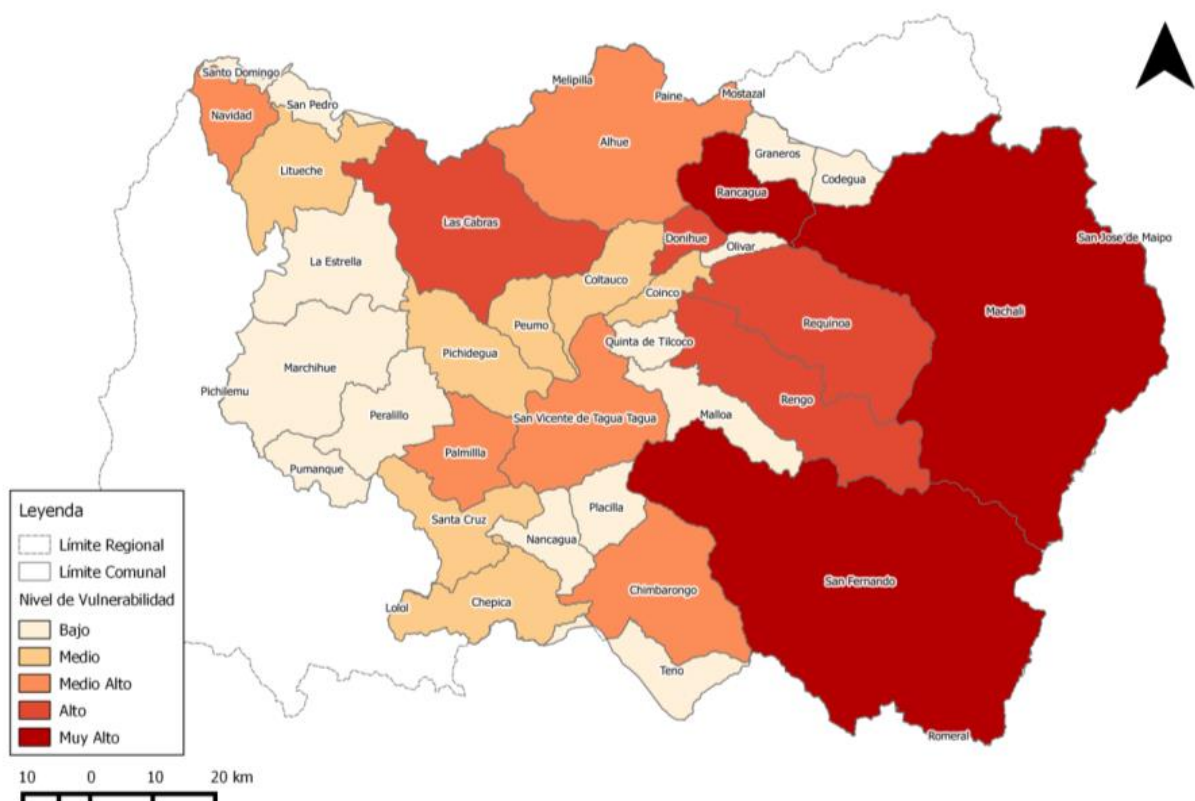 Santo Domingo
San Pedro
Navidad
Melipilla
Paine
Mostazal
Alhue
Litueche
Graneros
Codegua
Rancagua
Las Cabras
Donihue
Olivar
San Jose de Maipo
La Estrella
Coltauco
Coinco
Machali
Peumo
Requinoa
Quinta de Tilcoco
Pichidegua
Marchihue
Pichilemu
Rengo
Peralillo
San Vicente de Tagua Tagua
Malloa
Palmillla
Pumanque
Placilla
Santa Cruz
Nancagua
San Fernando
Chimbarongo
Chepica
Lolol
Teno
Romeral
Leyenda
Límite Regional
Límite Comunal
Nivel de Vulnerabilidad
Bajo
Medio
Medio Alto
Alto
Muy Alto
10 0 10 20 km